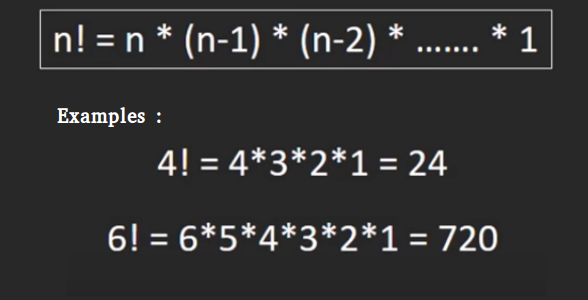 n! = n * (n-1) * (n-2) * ....... * 1
Examples :
4! = 4*3*2*1 = 24
6! = 6*5*4*3*2*1 = 720